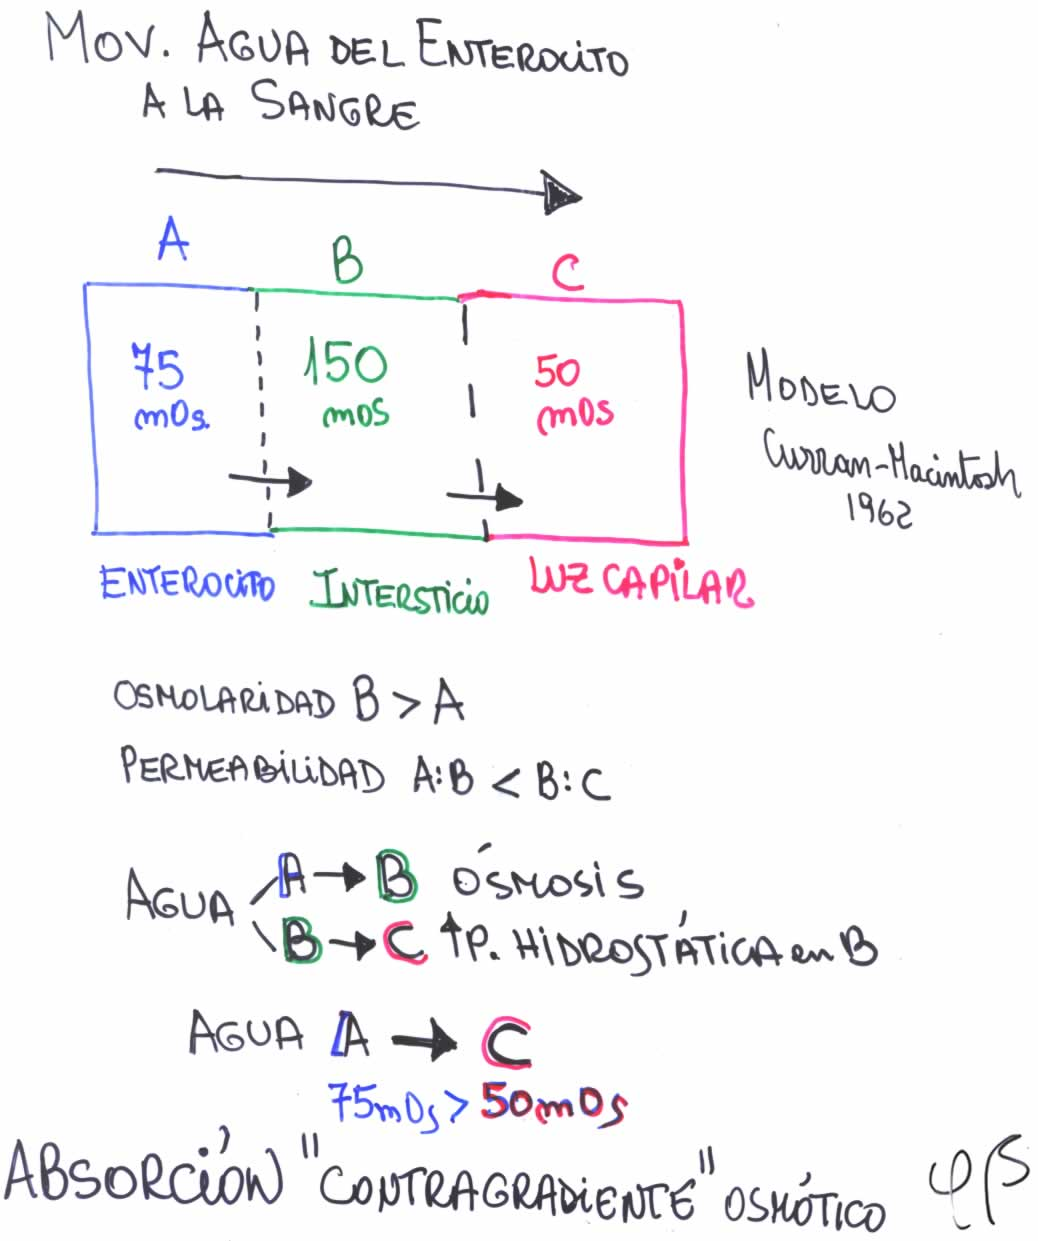 MOV. AGUA DEL ENTEROCITO
A LA SANGRE
A
B
C
75
mOs.
150
mOS
50
mOS
MODELO
Curran-Macintosh
1962
ENTEROCITO
INTERSTICIO
LUZ CAPILAR
OSMOLARIDAD B > A
PERMEABILIDAD A:B < B:C
AGUA
A → B ÓSMOSIS
B → C ↑P. HIDROSTÁTICA en B
AGUA A → C
75mOs > 50mOs
ABSORCIÓN "CONTRAGRADIENTE" OSMÓTICO